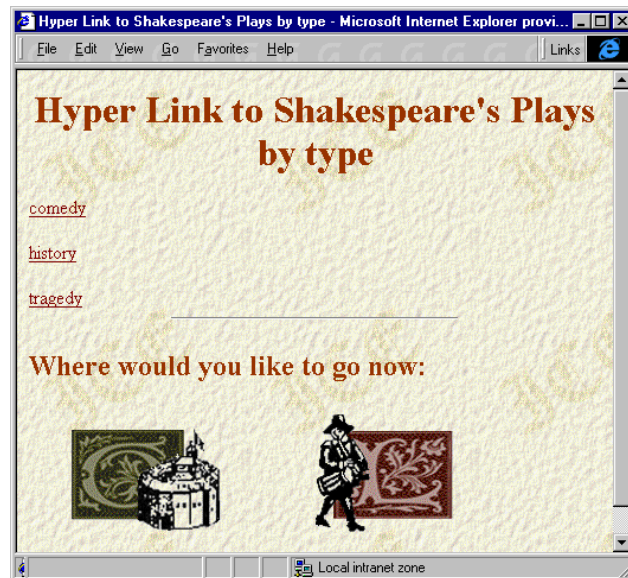 Hyper Link to Shakespeare's Plays by type - Microsoft Internet Explorer provi...
File Edit View Go Favorites Help Links
Hyper Link to Shakespeare's Plays
by type
comedy
history
tragedy
Where would you like to go now:
G L
Local intranet zone